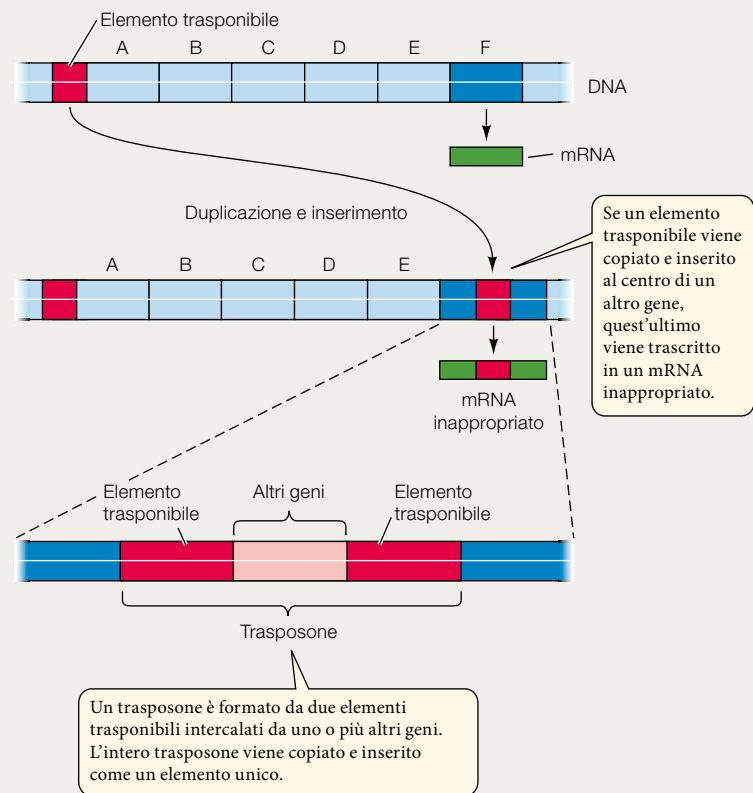 Elemento trasponibile
A B C D E F
DNA
mRNA
Duplicazione e inserimento
Se un elemento
trasponibile viene
copiato e inserito
al centro di un
altro gene,
quest'ultimo
viene trascritto
in un mRNA
inappropriato.
A B C D E
mRNA
inappropriato
Elemento
trasponibile
Altri geni
Elemento
trasponibile
Trasposone
Un trasposone è formato da due elementi
trasponibili intercalati da uno o più altri geni.
L'intero trasposone viene copiato e inserito
come un elemento unico.